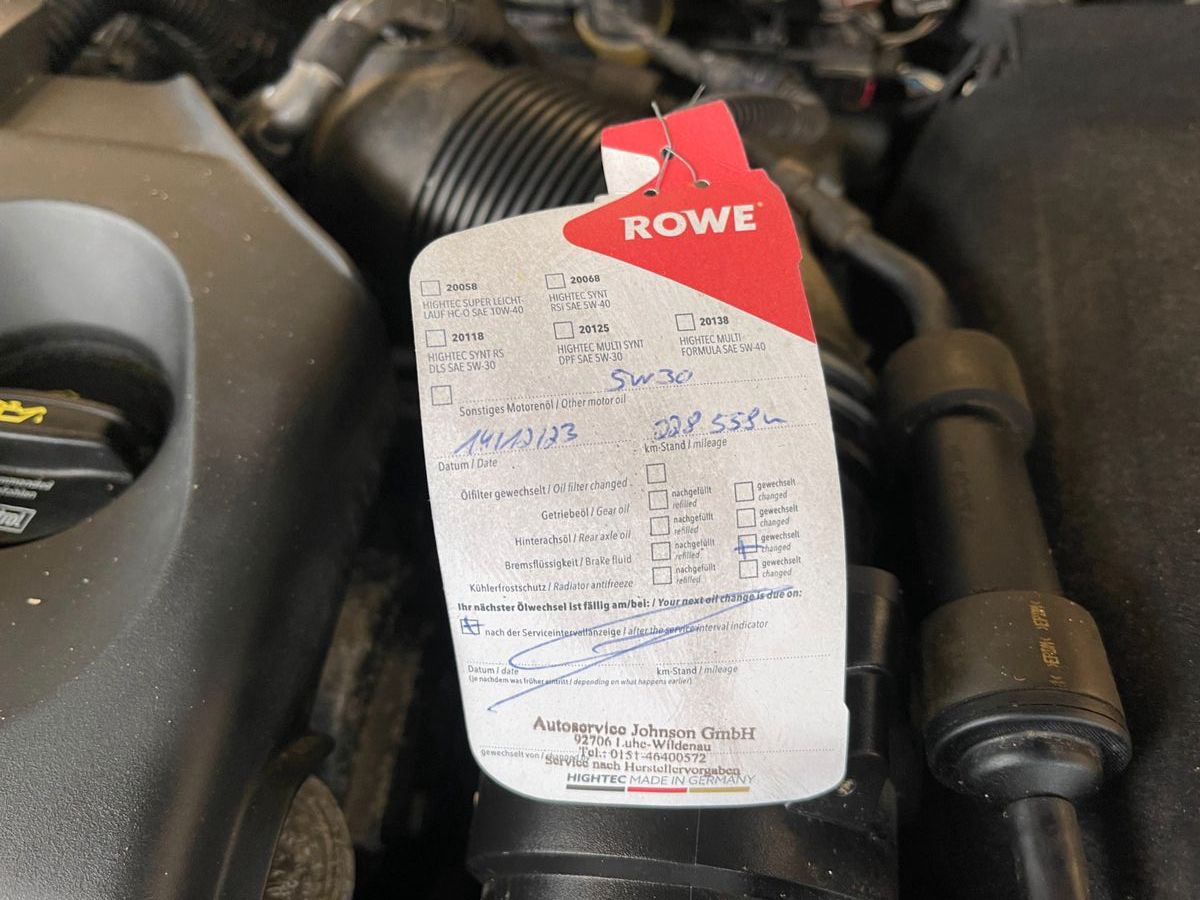 ROWE
20058
HIGHTEC SUPER LEICHT-
LAUF HC-O SAE 10W-40
20068
HIGHTEC SYNT
RSi SAE 5W-40
20118
HIGHTEC SYNT RS
DLS SAE 5W-30
20125
HIGHTEC MULTI SYNT
DPF SAE 5W-30
20138
HIGHTEC MULTI
FORMULA SAE 5W-40
5W30
Sonstiges Motorenöl / Other motor oil
14/12/23
Datum / Date
km-Stand / mileage
Ölfilter gewechselt / Oil filter changed
Getriebeöl / Gear oil
nachgefüllt
refilled
gewechselt
changed
Hinterachsöl / Rear axle oil
nachgefüllt
refilled
gewechselt
changed
Bremsflüssigkeit / Brake fluid
nachgefüllt
refilled
gewechselt
changed
Kühlerfrostschutz / Radiator antifreeze
nachgefüllt
refilled
gewechselt
changed
Ihr nächster Ölwechsel ist fällig am/bei: / Your next oil change is due on:
nach der Serviceintervallanzeige / after the service interval indicator
Datum / date
km-Stand / mileage
(je nachdem was früher eintritt / depending on what happens earlier)
Autoservice Johnson GmbH
92706 Luhe-Wildenau
Tel.: 0151-46400572
gewechselt von /
Service nach Herstellervorgaben
HIGHTEC MADE IN GERMANY